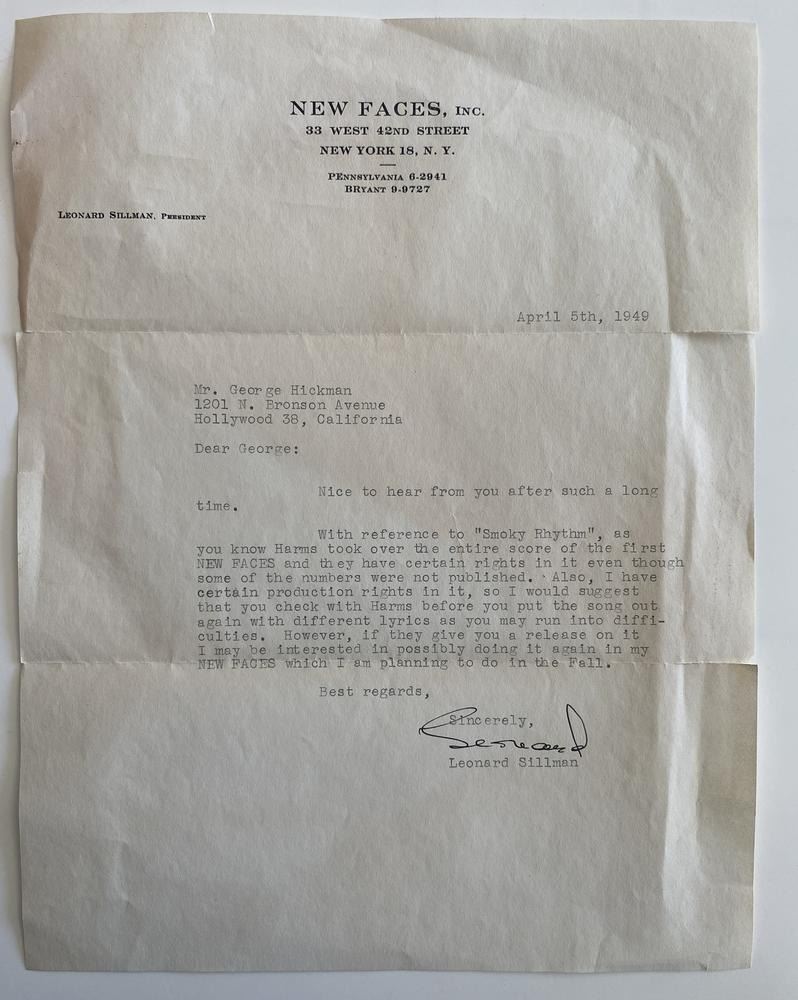 NEW FACES, INC.
33 WEST 42ND STREET
NEW YORK 18, N. Y.
PENNSYLVANIA 6-2941
BRYANT 9-9727
LEONARD SILLMAN, PRESIDENT
April 5th, 1949
Mr. George Hickman
1201 N. Bronson Avenue
Hollywood 38, California
Dear George:
Nice to hear from you after such a long
time.
With reference to "Smoky Rhythm", as
you know Harms took over the entire score of the first
NEW FACES and they have certain rights in it even though
some of the numbers were not published. Also, I have
certain production rights in it, so I would suggest
that you check with Harms before you put the song out
again with different lyrics as you may run into diffi-
culties. However, if they give you a release on it
I may be interested in possibly doing it again in my
NEW FACES which I am planning to do in the Fall.
Best regards,
Sincerely,
Leonard
Leonard Sillman